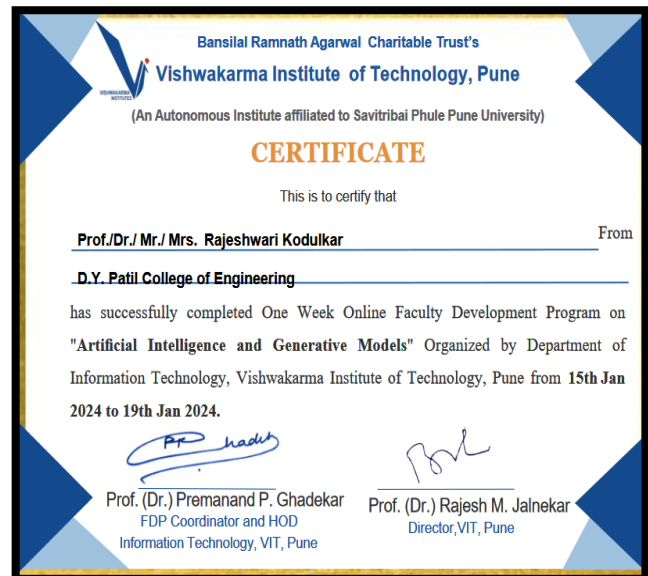 Bansilal Ramnath Agarwal Charitable Trust's
Vishwakarma Institute of Technology, Pune
VISHWAKARMA
INSTITUTES
(An Autonomous Institute affiliated to Savitribai Phule Pune University)
CERTIFICATE
This is to certify that
Prof./Dr./ Mr./ Mrs. Rajeshwari Kodulkar From
D.Y. Patil College of Engineering
has successfully completed One Week Online Faculty Development Program on
"Artificial Intelligence and Generative Models" Organized by Department of
Information Technology, Vishwakarma Institute of Technology, Pune from 15th Jan
2024 to 19th Jan 2024.
Prof. (Dr.) Premanand P. Ghadekar
FDP Coordinator and HOD
Information Technology, VIT, Pune
Prof. (Dr.) Rajesh M. Jalnekar
Director,VIT, Pune